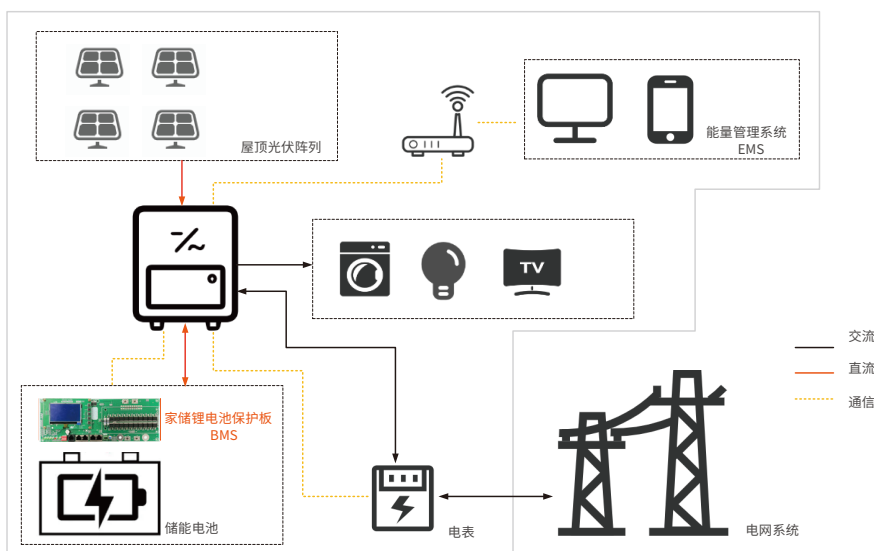 屋顶光伏阵列
能量管理系统
EMS
TV
交流
直流
通信
家储锂电池保护板
BMS
储能电池
电表
电网系统